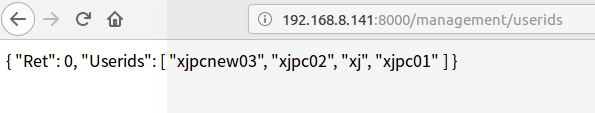 192.168.8.141:8000/management/userids
{ "Ret": 0, "Userids": [ "xjpcnew03", "xjpc02", "xj", "xjpc01" ] }